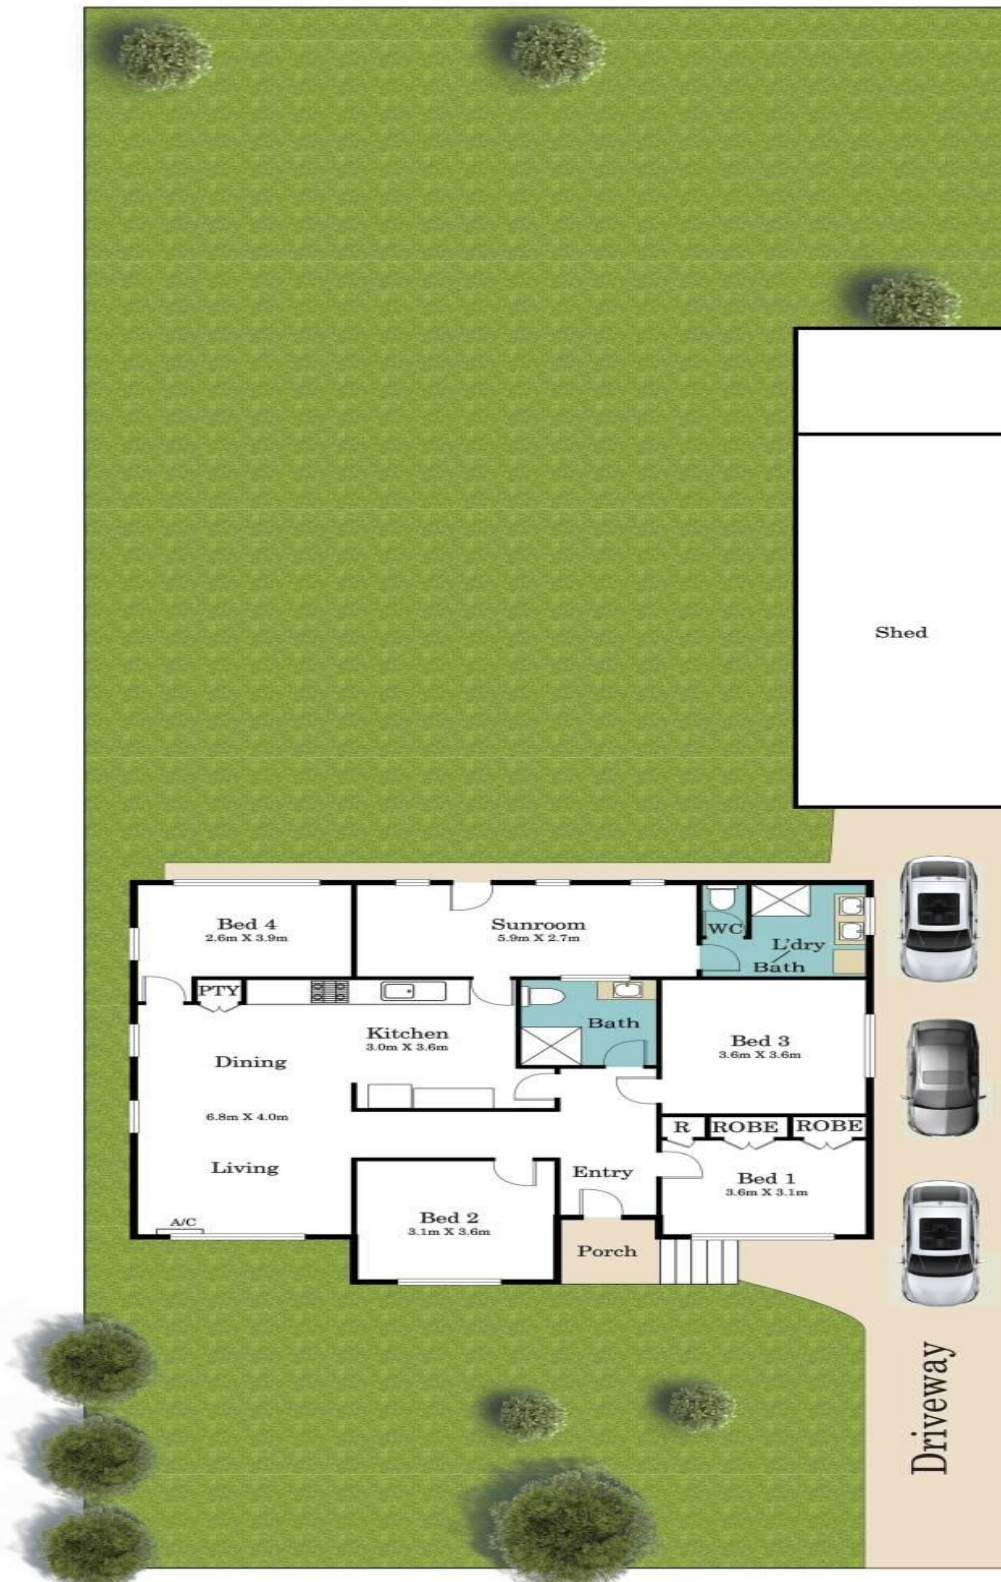 Shed
Bed 4
2.6m X 3.9m
Sunroom
5.9m X 2.7m
WC
L'dry
Bath
PTY
Kitchen
3.0m X 3.6m
Bath
Bed 3
3.6m X 3.6m
Dining
6.8m X 4.0m
Living
A/C
R
ROBE
ROBE
Entry
Bed 1
3.6m X 3.1m
Bed 2
3.1m X 3.6m
Porch
Driveway